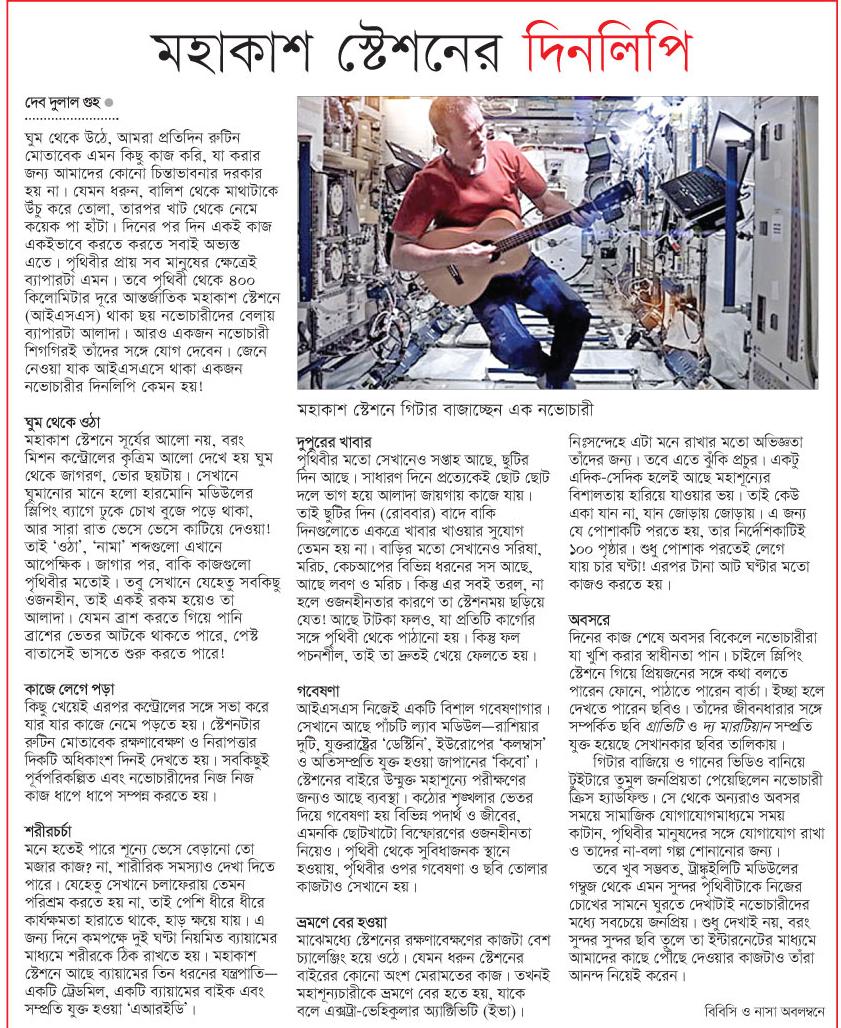 মহাকাশ স্টেশনের দিনলিপি
দেব দুলাল গুহ
ঘুম থেকে উঠে, আমরা প্রতিদিন রুটিন
মোতাবেক এমন কিছু কাজ করি, যা করার
জন্য আমাদের কোনো চিন্তাভাবনার দরকার
হয় না। যেমন ধরুন, বালিশ থেকে মাথাটাকে
উঁচু করে তোলা, তারপর খাট থেকে নেমে
কয়েক পা হাঁটা। দিনের পর দিন একই কাজ
একইভাবে করতে করতে সবাই অভ্যস্ত
এতে। পৃথিবীর প্রায় সব মানুষের ক্ষেত্রেই
ব্যাপারটা এমন। তবে পৃথিবী থেকে ৪০০
কিলোমিটার দূরে আন্তর্জাতিক মহাকাশ স্টেশনে
(আইএসএস) থাকা ছয় নভোচারীদের বেলায়
ব্যাপারটা আলাদা। আরও একজন নভোচারী
শিগগিরই তাঁদের সঙ্গে যোগ দেবেন। জেনে
নেওয়া যাক আইএসএসে থাকা একজন
নভোচারীর দিনলিপি কেমন হয়!
ঘুম থেকে ওঠা
মহাকাশ স্টেশনে সূর্যের আলো নয়, বরং
মিশন কন্ট্রোলের কৃত্রিম আলো দেখে হয় ঘুম
থেকে জাগরণ, ভোর ছয়টায়। সেখানে
ঘুমানোর মানে হলো হারমোনি মডিউলের
স্লিপিং ব্যাগে ঢুকে চোখ বুজে পড়ে থাকা,
আর সারা রাত ভেসে ভেসে কাটিয়ে দেওয়া!
তাই ‘ওঠা’, ‘নামা’ শব্দগুলো এখানে
আপেক্ষিক। জাগার পর, বাকি কাজগুলো
পৃথিবীর মতোই। তবু সেখানে যেহেতু সবকিছু
ওজনহীন, তাই একই রকম হয়েও তা
আলাদা। যেমন ব্রাশ করতে গিয়ে পানি
ব্রাশের ভেতর আটকে থাকতে পারে, পেস্ট
বাতাসেই ভাসতে শুরু করতে পারে!
কাজে লেগে পড়া
কিছু খেয়েই এরপর কন্ট্রোলের সঙ্গে সভা করে
যার যার কাজে নেমে পড়তে হয়। স্টেশনটার
রুটিন মোতাবেক রক্ষণাবেক্ষণ ও নিরাপত্তার
দিকটি অধিকাংশ দিনই দেখতে হয়। সবকিছুই
পূর্বপরিকল্পিত এবং নভোচারীদের নিজ নিজ
কাজ ধাপে ধাপে সম্পন্ন করতে হয়।
শরীরচর্চা
মনে হতেই পারে শূন্যে ভেসে বেড়ানো তো
মজার কাজ? না, শারীরিক সমস্যাও দেখা দিতে
পারে। যেহেতু সেখানে চলাফেরায় তেমন
পরিশ্রম করতে হয় না, তাই পেশি ধীরে ধীরে
কার্যক্ষমতা হারাতে থাকে, হাড় ক্ষয়ে যায়। এ
জন্য দিনে কমপক্ষে দুই ঘণ্টা নিয়মিত ব্যায়ামের
মাধ্যমে শরীরকে ঠিক রাখতে হয়। মহাকাশ
স্টেশনে আছে ব্যায়ামের তিন ধরনের যন্ত্রপাতি—
একটি ট্রেডমিল, একটি ব্যায়ামের বাইক এবং
সম্প্রতি যুক্ত হওয়া ‘এআরইডি’।
মহাকাশ স্টেশনে গিটার বাজাচ্ছেন এক নভোচারী
দুপুরের খাবার
পৃথিবীর মতো সেখানেও সপ্তাহ আছে, ছুটির
দিন আছে। সাধারণ দিনে প্রত্যেকেই ছোট ছোট
দলে ভাগ হয়ে আলাদা জায়গায় কাজে যায়।
তাই ছুটির দিন (রোববার) বাদে বাকি
দিনগুলোতে একত্রে খাবার খাওয়ার সুযোগ
তেমন হয় না। বাড়ির মতো সেখানেও সরিষা,
মরিচ, কেচআপের বিভিন্ন ধরনের সস আছে,
আছে লবণ ও মরিচ। কিন্তু এর সবই তরল, না
হলে ওজনহীনতার কারণে তা স্টেশনময় ছড়িয়ে
যেত! আছে টাটকা ফলও, যা প্রতিটি কার্গোর
সঙ্গে পৃথিবী থেকে পাঠানো হয়। কিন্তু ফল
পচনশীল, তাই তা দ্রুতই খেয়ে ফেলতে হয়।
গবেষণা
আইএসএস নিজেই একটি বিশাল গবেষণাগার।
সেখানে আছে পাঁচটি ল্যাব মডিউল—রাশিয়ার
দুটি, যুক্তরাষ্ট্রের ‘ডেস্টিনি’, ইউরোপের ‘কলম্বাস’
ও অতিসম্প্রতি যুক্ত হওয়া জাপানের ‘কিবো’।
স্টেশনের বাইরে উন্মুক্ত মহাশূন্যে পরীক্ষণের
জন্যও আছে ব্যবস্থা। কঠোর শৃঙ্খলার ভেতর
দিয়ে গবেষণা হয় বিভিন্ন পদার্থ ও জীবের,
এমনকি ছোটখাটো বিস্ফোরণের ওজনহীনতা
নিয়েও। পৃথিবী থেকে সুবিধাজনক স্থানে
হওয়ায়, পৃথিবীর ওপর গবেষণা ও ছবি তোলার
কাজটাও সেখানে হয়।
ভ্রমণে বের হওয়া
মাঝেমধ্যে স্টেশনের রক্ষণাবেক্ষণের কাজটা বেশ
চ্যালেঞ্জিং হয়ে ওঠে। যেমন ধরুন স্টেশনের
বাইরের কোনো অংশ মেরামতের কাজ। তখনই
মহাশূন্যচারীকে ভ্রমণে বের হতে হয়, যাকে
বলে এক্সট্রা-ভেহিকুলার অ্যাক্টিভিটি (ইভা)।
নিঃসন্দেহে এটা মনে রাখার মতো অভিজ্ঞতা
তাঁদের জন্য। তবে এতে ঝুঁকি প্রচুর। একটু
এদিক-সেদিক হলেই আছে মহাশূন্যের
বিশালতায় হারিয়ে যাওয়ার ভয়। তাই কেউ
একা যান না, যান জোড়ায় জোড়ায়। এ জন্য
যে পোশাকটি পরতে হয়, তার নির্দেশিকাটিই
১০০ পৃষ্ঠার। শুধু পোশাক পরতেই লেগে
যায় চার ঘণ্টা! এরপর টানা আট ঘণ্টার মতো
কাজও করতে হয়।
অবসরে
দিনের কাজ শেষে অবসর বিকেলে নভোচারীরা
যা খুশি করার স্বাধীনতা পান। চাইলে স্লিপিং
স্টেশনে গিয়ে প্রিয়জনের সঙ্গে কথা বলতে
পারেন ফোনে, পাঠাতে পারেন বার্তা। ইচ্ছা হলে
দেখতে পারেন ছবিও। তাঁদের জীবনধারার সঙ্গে
সম্পর্কিত ছবি গ্রাভিটি ও দ্য মারটিয়ান সম্প্রতি
যুক্ত হয়েছে সেখানকার ছবির তালিকায়।
গিটার বাজিয়ে ও গানের ভিডিও বানিয়ে
টুইটারে তুমুল জনপ্রিয়তা পেয়েছিলেন নভোচারী
ক্রিস হ্যাডফিল্ড। সে থেকে অন্যরাও অবসর
সময়ে সামাজিক যোগাযোগমাধ্যমে সময়
কাটান, পৃথিবীর মানুষদের সঙ্গে যোগাযোগ রাখা
ও তাদের না-বলা গল্প শোনানোর জন্য।
তবে খুব সম্ভবত, ট্রাঙ্কুইলিটি মডিউলের
গম্বুজ থেকে এমন সুন্দর পৃথিবীটাকে নিজের
চোখের সামনে ঘুরতে দেখাটাই নভোচারীদের
মধ্যে সবচেয়ে জনপ্রিয়। শুধু দেখাই নয়, বরং
সুন্দর সুন্দর ছবি তুলে তা ইন্টারনেটের মাধ্যমে
আমাদের কাছে পৌঁছে দেওয়ার কাজটাও তাঁরা
আনন্দ নিয়েই করেন।
বিবিসি ও নাসা অবলম্বনে